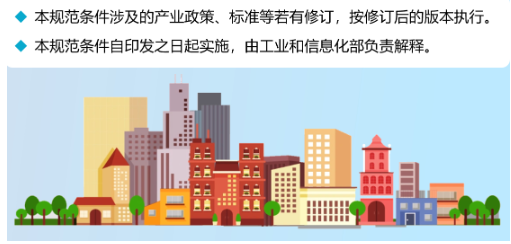 ◆ 本规范条件涉及的产业政策、标准等若有修订，按修订后的版本执行。
◆ 本规范条件自印发之日起实施，由工业和信息化部负责解释。